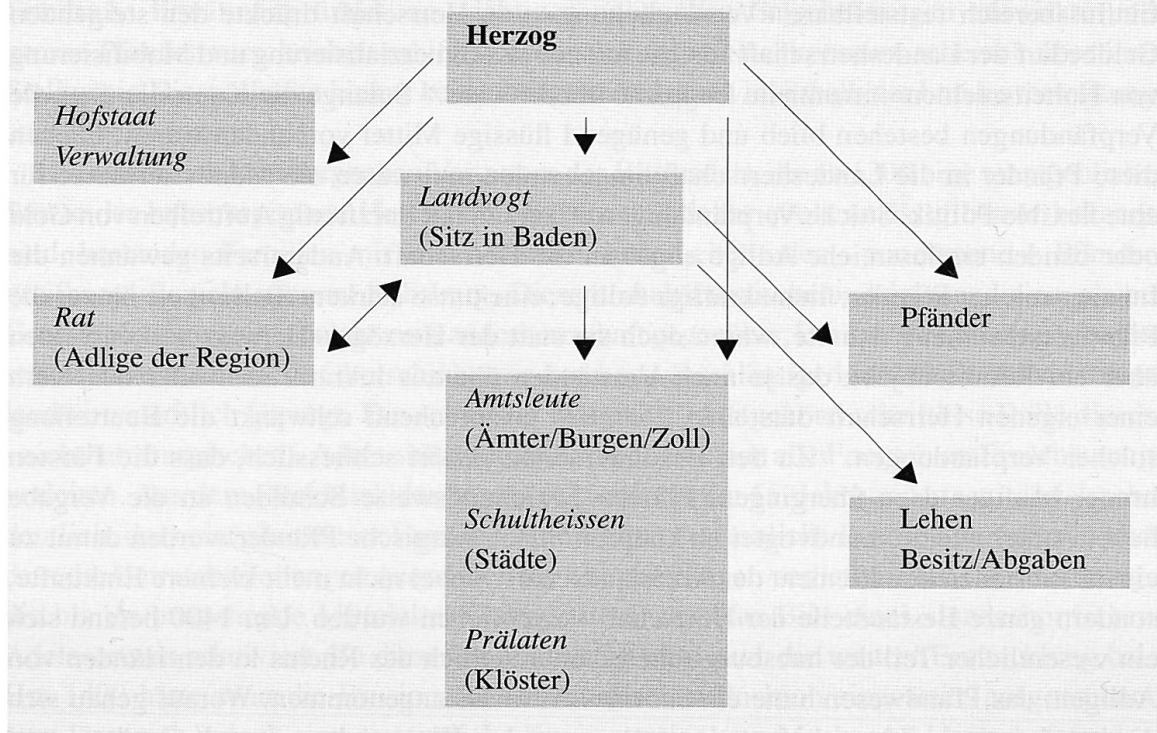 Herzog
Hofstaat
Verwaltung
Landvogt
(Sitz in Baden)
Rat
(Adlige der Region)
Pfänder
Amtsleute
(Ämter/Burgen/Zoll)
Schultheissen
(Städte)
Lehen
Besitz/Abgaben
Prälaten
(Klöster)